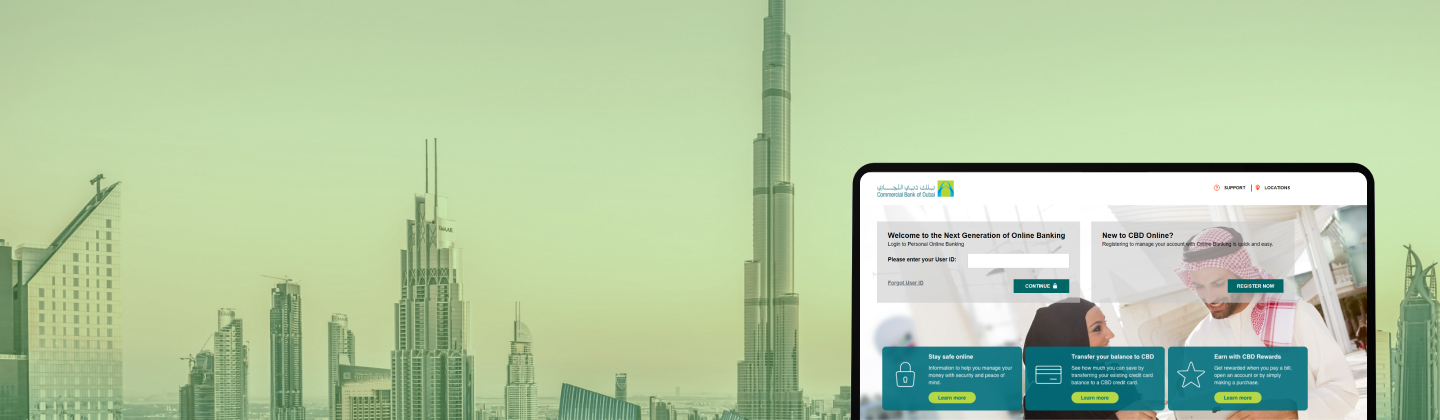 بنك دبي التجاري
Commercial Bank of Dubai
SUPPORT
LOCATIONS
Welcome to the Next Generation of Online Banking
Login to Personal Online Banking
Please enter your User ID:
Forgot User ID
CONTINUE
New to CBD Online?
Registering to manage your account with Online Banking is quick and easy.
REGISTER NOW
Stay safe online
Information to help you manage your
money with security and peace of
mind.
Learn more
Transfer your balance to CBD
See how much you can save by
transferring your existing credit card
balance to a CBD credit card.
Learn more
Earn with CBD Rewards
Get rewarded when you pay a bill,
open an account or by simply
making a purchase.
Learn more